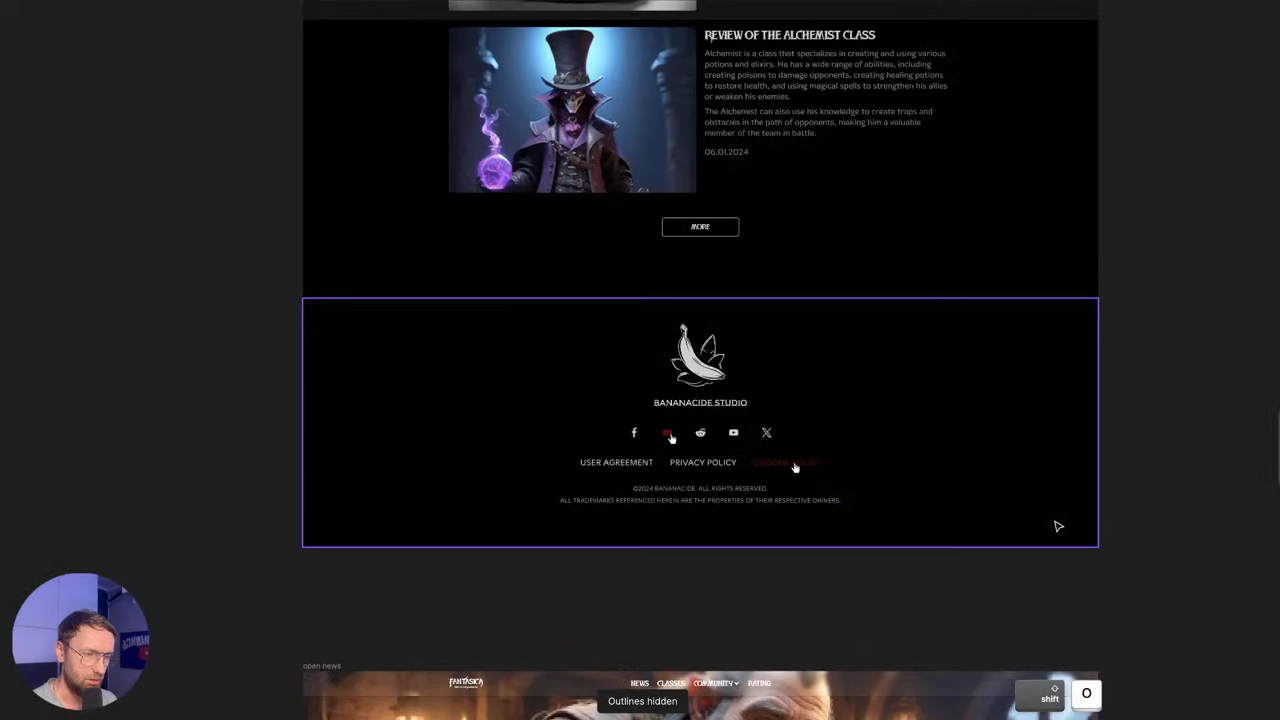 REVIEW OF THE ALCHEMIST CLASS
Alchemist is a class that specializes in creating and using various
potions and elixirs. He has a wide range of abilities, including
creating poisons to damage opponents, creating healing potions
to restore health, and using magical spells to strengthen his allies
or weaken his enemies.
The Alchemist can also use his knowledge to create traps and
obstacles in the path of opponents, making him a valuable
member of the team in battle.
06.01.2024
MORE
BANANACIDE STUDIO
USER AGREEMENT PRIVACY POLICY
©2024 BANANACIDE, ALL RIGHTS RESERVED.
ALL TRADEMARKS REFERENCED HEREIN ARE THE PROPERTIES OF THEIR RESPECTIVE OWNERS.
open news
FANTASICA
NEWS CLASSES COMMUNITY RATING
Outlines hidden
shift
O